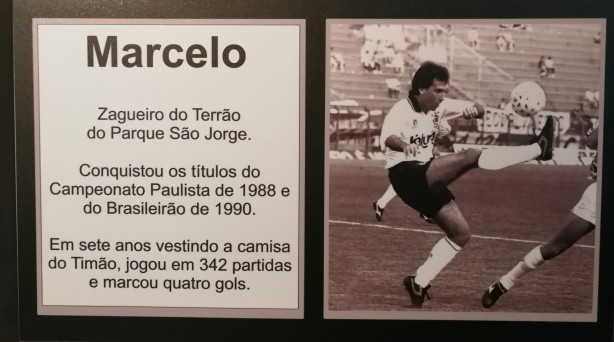 Marcelo
Zagueiro do Terrão
do Parque São Jorge.
Conquistou os títulos do
Campeonato Paulista de 1988 e
do Brasileirão de 1990.
Em sete anos vestindo a camisa
do Timão, jogou em 342 partidas
e marcou quatro gols.